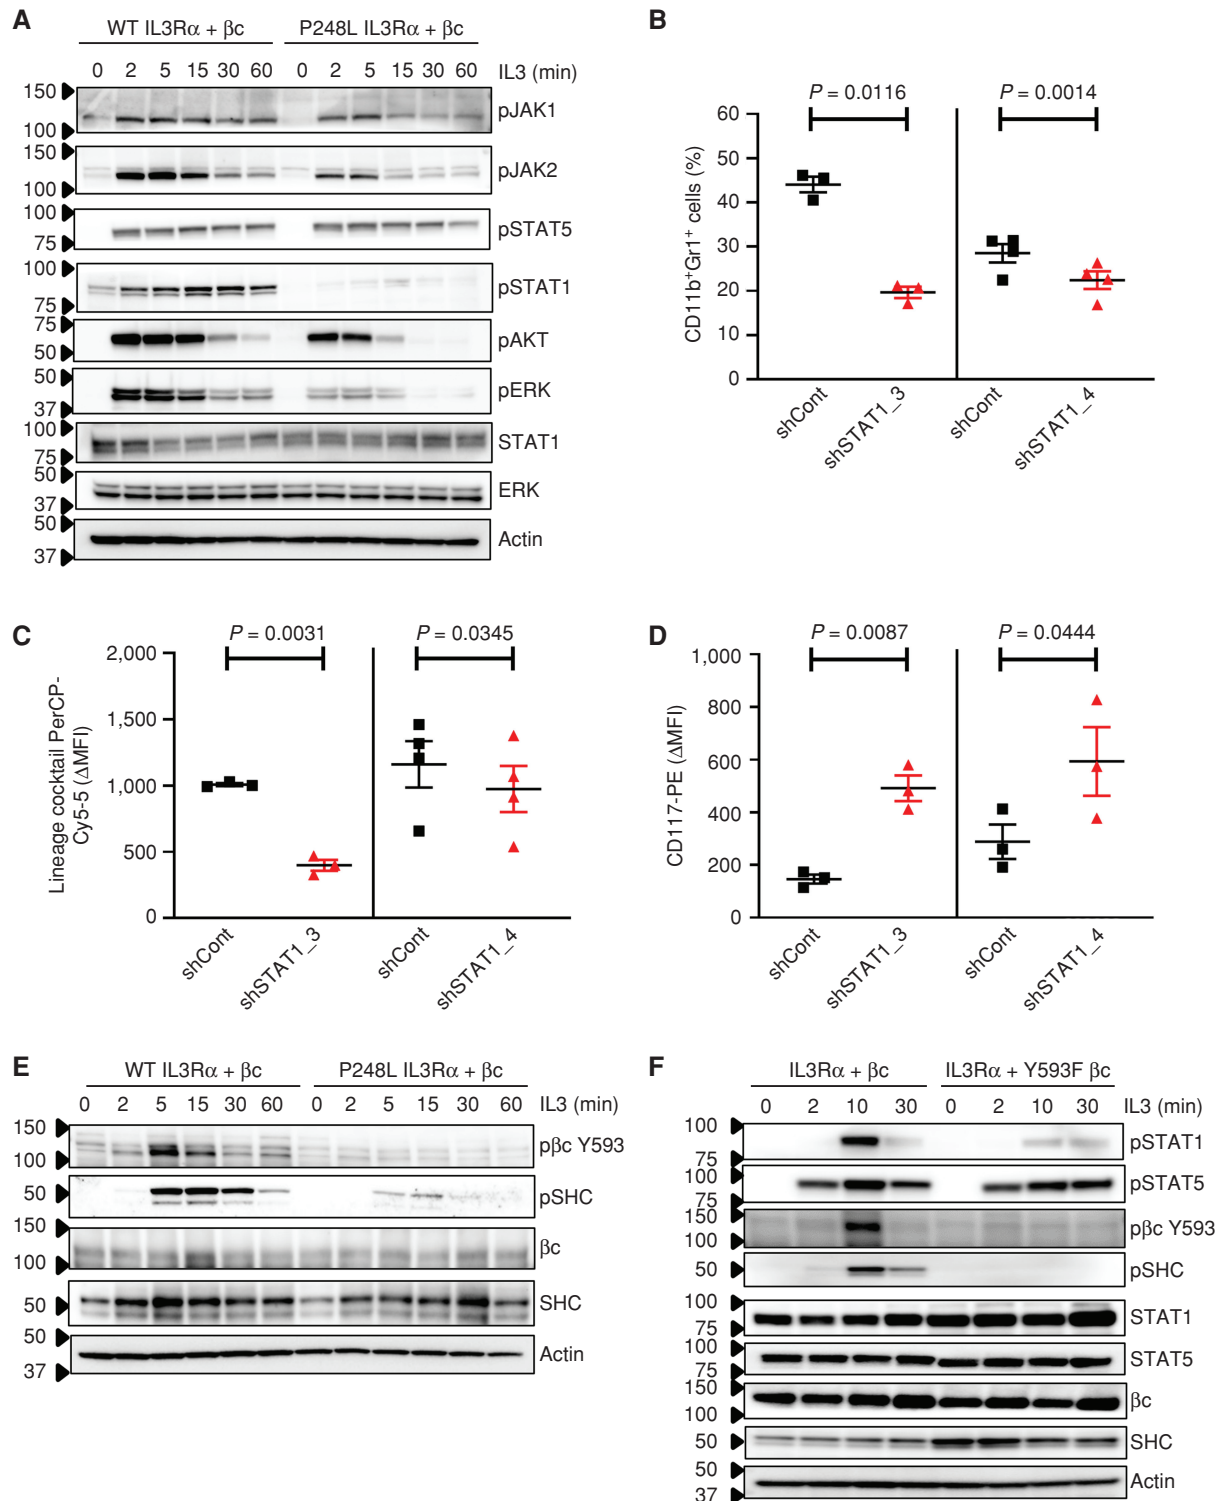 A
WT IL3Rα + βc P248L IL3Rα + βc
0 2 5 15 30 60 0 2 5 15 30 60 IL3 (min)
150
100
pJAK1
150
100
pJAK2
100
75
pSTAT5
100
75
pSTAT1
75
50
pAKT
50
37
pERK
100
75
STAT1
50
37
ERK
50
37
Actin
B
P = 0.0116 P = 0.0014
CD11b+Gr1+ cells (%)
60
50
40
30
20
10
0
shCont shSTAT1_3 shCont shSTAT1_4
C
P = 0.0031 P = 0.0345
Lineage cocktail PerCP-
Cy5-5 (ΔMFI)
2,000
1,500
1,000
500
0
shCont shSTAT1_3 shCont shSTAT1_4
D
P = 0.0087 P = 0.0444
CD117-PE (ΔMFI)
1,000
800
600
400
200
0
shCont shSTAT1_3 shCont shSTAT1_4
E
WT IL3Rα + βc P248L IL3Rα + βc
0 2 5 15 30 60 0 2 5 15 30 60 IL3 (min)
150
100
pβc Y593
50
pSHC
150
100
βc
50
SHC
50
37
Actin
F
IL3Rα + βc IL3Rα + Y593F βc
0 2 10 30 0 2 10 30 IL3 (min)
100
75
pSTAT1
100
75
pSTAT5
150
100
pβc Y593
50
pSHC
100
75
STAT1
100
75
STAT5
150
100
βc
50
SHC
50
37
Actin